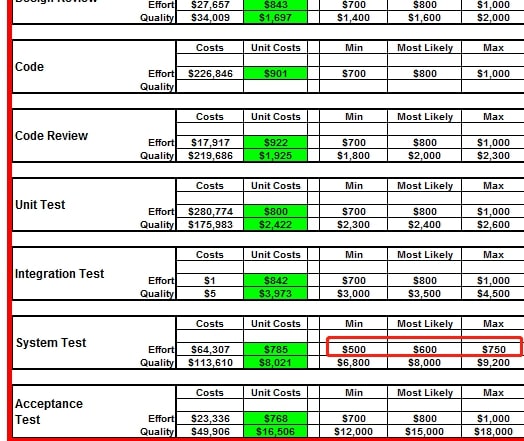 Design Review
Effort $27,657 $843 $700 $800 $1,000
Quality $34,009 $1,697 $1,400 $1,600 $2,000
Costs Unit Costs Min Most Likely Max
Code
Effort $226,846 $901 $700 $800 $1,000
Quality
Costs Unit Costs Min Most Likely Max
Code Review
Effort $17,917 $922 $700 $800 $1,000
Quality $219,686 $1,925 $1,800 $2,000 $2,300
Costs Unit Costs Min Most Likely Max
Unit Test
Effort $280,774 $800 $700 $800 $1,000
Quality $175,983 $2,422 $2,300 $2,400 $2,600
Costs Unit Costs Min Most Likely Max
Integration Test
Effort $1 $842 $700 $800 $1,000
Quality $5 $3,973 $3,000 $3,500 $4,500
Costs Unit Costs Min Most Likely Max
System Test
Effort $64,307 $785 $500 $600 $750
Quality $113,610 $8,021 $6,800 $8,000 $9,200
Costs Unit Costs Min Most Likely Max
Acceptance
Test Effort $23,336 $768 $700 $800 $1,000
Quality $49,906 $16,506 $12,000 $15,000 $18,000